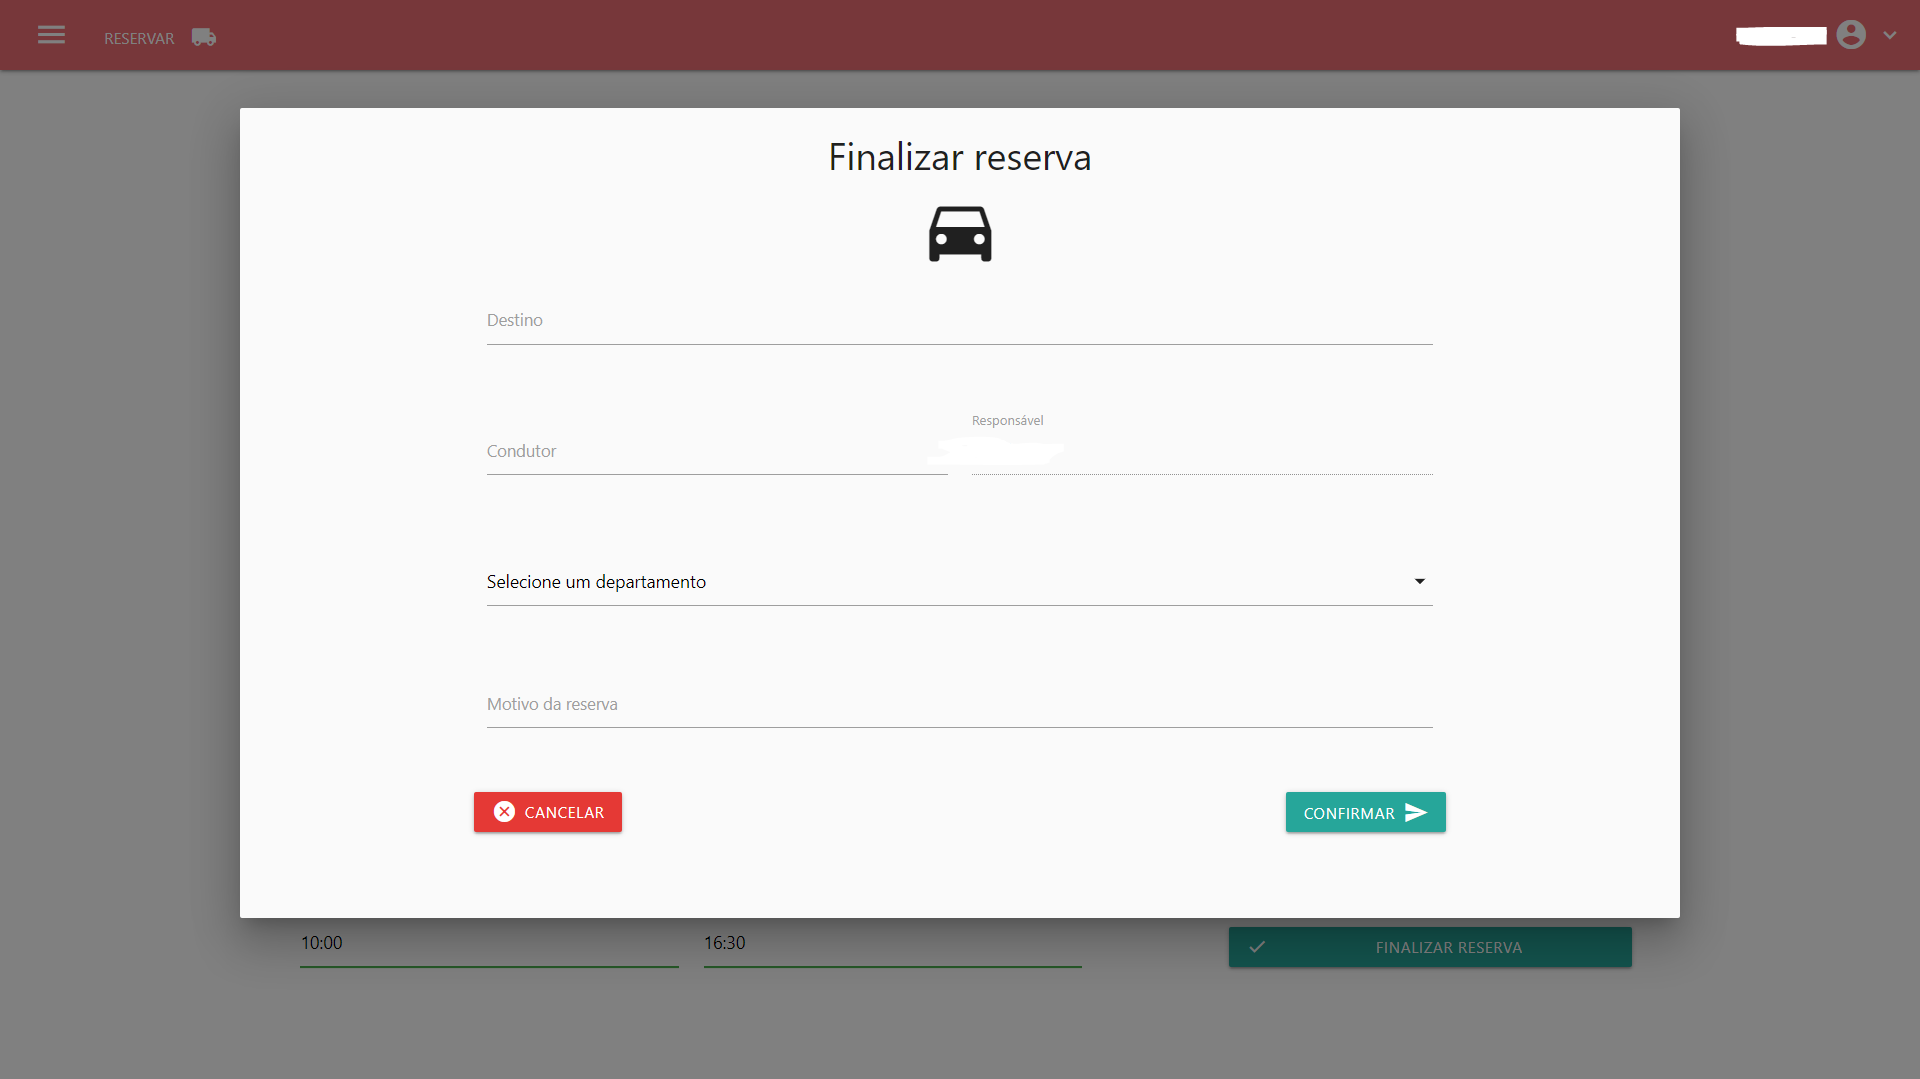 RESERVAR
Finalizar reserva
Destino
Responsável
Condutor
Selecione um departamento
Motivo da reserva
CANCELAR
CONFIRMAR
10:00
16:30
FINALIZAR RESERVA